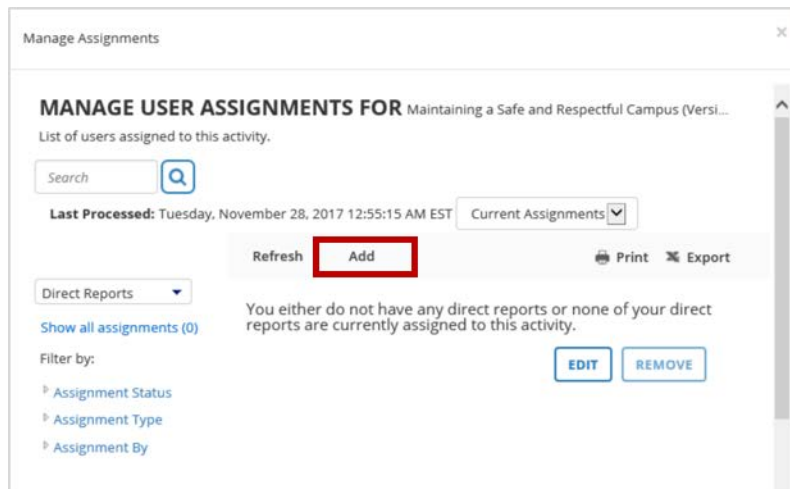 Manage Assignments
MANAGE USER ASSIGNMENTS FOR Maintaining a Safe and Respectful Campus (Versi...
List of users assigned to this activity.
Search
Last Processed: Tuesday, November 28, 2017 12:55:15 AM EST Current Assignments
Refresh Add Print Export
Direct Reports
Show all assignments (0)
Filter by:
Assignment Status
Assignment Type
Assignment By
You either do not have any direct reports or none of your direct
reports are currently assigned to this activity.
EDIT REMOVE